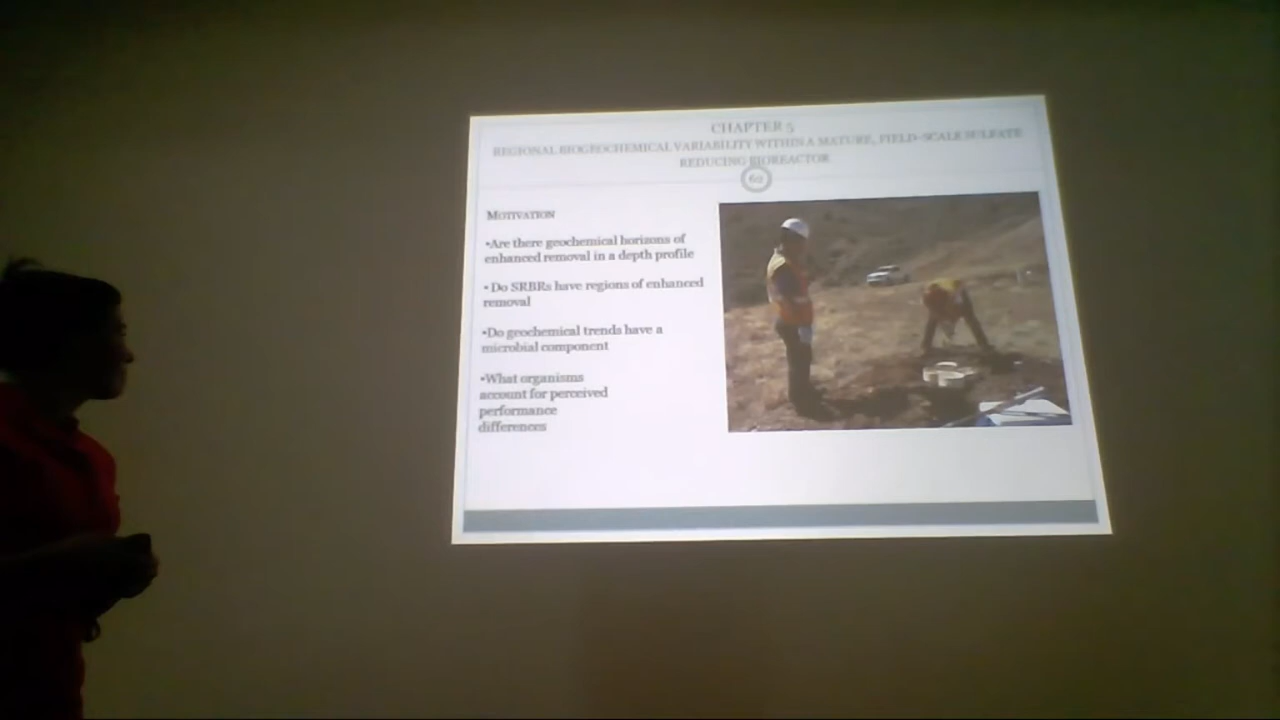 CHAPTER 5
REGIONAL BIOGEOCHEMICAL VARIABILITY WITHIN A MATURE, FIELD-SCALE SULFATE
REDUCING BIOREACTOR
60
MOTIVATION
•Are there geochemical horizons of
enhanced removal in a depth profile
• Do SRBRs have regions of enhanced
removal
•Do geochemical trends have a
microbial component
•What organisms
account for perceived
performance
differences